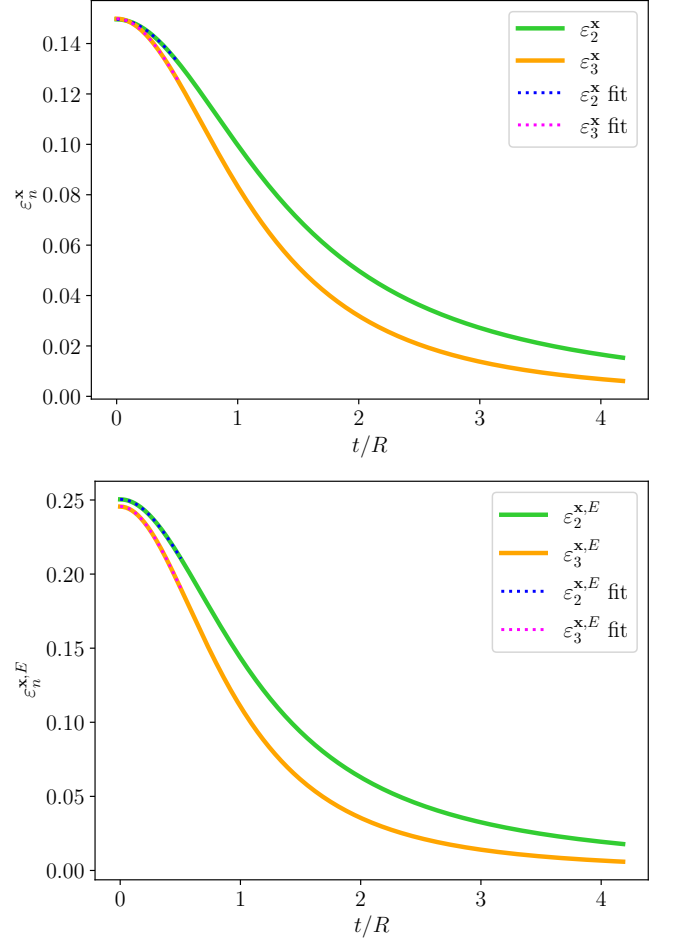 0.14
0.12
0.10
0.08
0.06
0.04
0.02
0.00
ε_n^x
0
1
2
3
4
t/R
ε_2^x
ε_3^x
ε_2^x fit
ε_3^x fit
0.25
0.20
0.15
0.10
0.05
0.00
ε_n^{x,E}
0
1
2
3
4
t/R
ε_2^{x,E}
ε_3^{x,E}
ε_2^{x,E} fit
ε_3^{x,E} fit